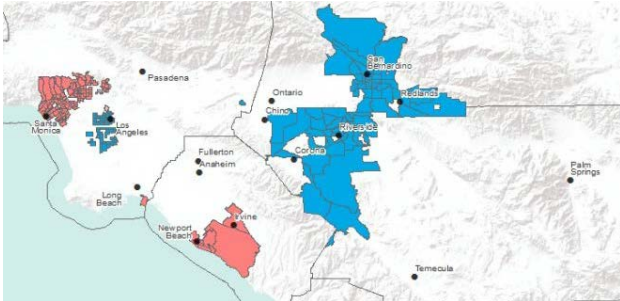 Pasadena
San
Bernardino
Ontario
Redlands
Chino
Santa
Monica
Los
Angeles
Riverside
Fullerton
Corona
Anaheim
Palm
Springs
Long
Beach
Irvine
Newport
Beach
Temecula